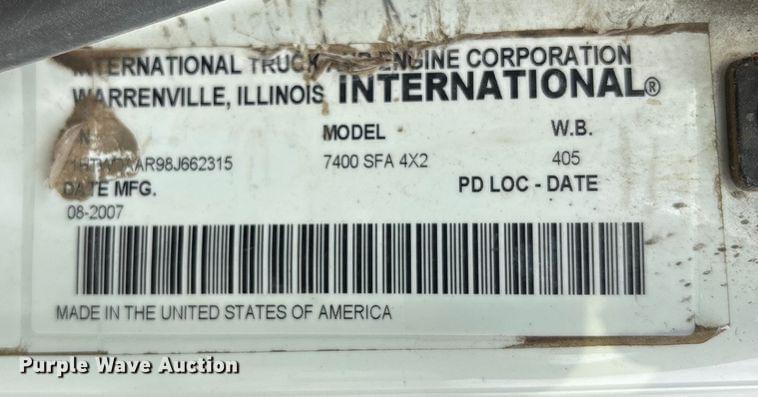 INTERNATIONAL TRUCK AND ENGINE CORPORATION
WARRENVILLE, ILLINOIS INTERNATIONAL®
MODEL W.B.
7400 SFA 4X2 405
DATE MFG. PD LOC - DATE
08-2007
MADE IN THE UNITED STATES OF AMERICA
Purple Wave Auction